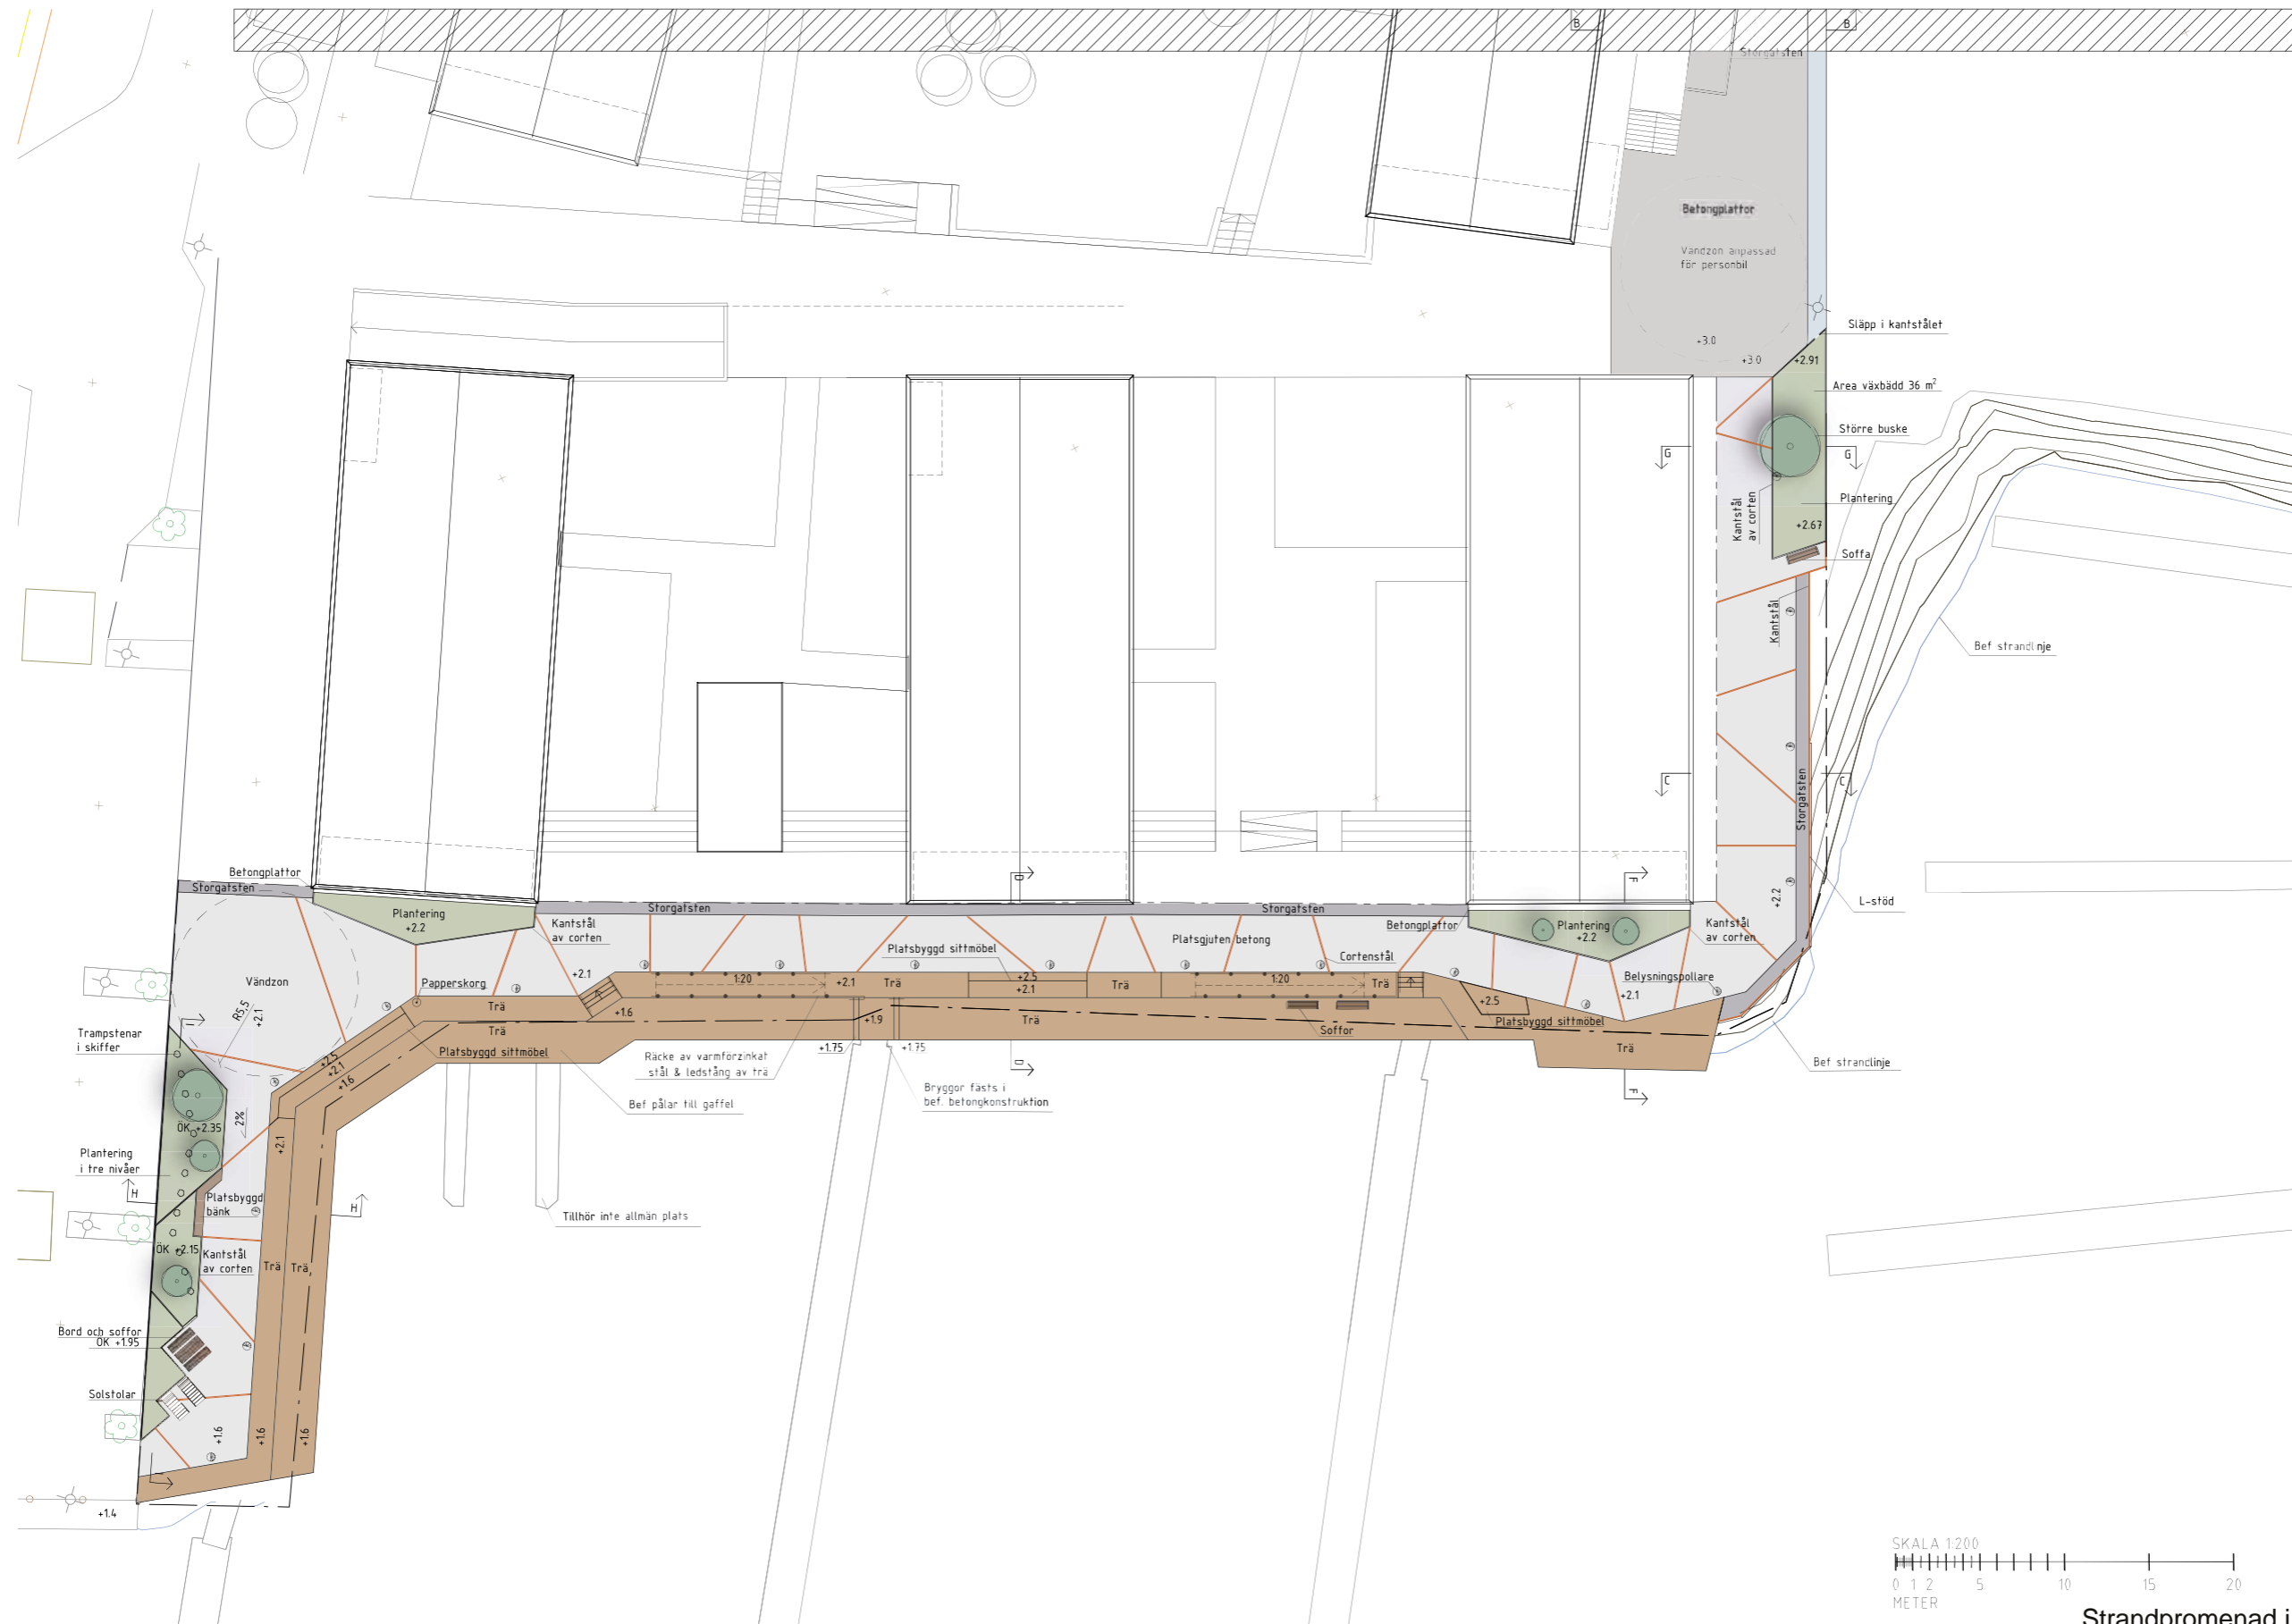 B
B
Storgatsten
Betongplattor
Vändzon anpassad
för personbil
Släpp i kantstålet
+3.0
+3.0
+2.91
Area växbädd 36 m²
Större buske
G
G
Kantstål
av corten
Plantering
+2.67
Soffa
Kantstål
Bef strandlinje
C
C
Storgatsten
+2.2
L-stöd
Betongplattor
Storgatsten
Plantering
+2.2
Kantstål
av corten
Storgatsten
D
Storgatsten
F
Betongplattor
Plantering
+2.2
Kantstål
av corten
Platsbyggd sittmöbel
Platsgjuten betong
Cortenstål
Belysningspollare
Vändzon
Papperskorg
+2.1
1:20
+2.1
Trä
+2.5
+2.1
Trä
1:20
Trä
+2.5
+2.1
R5,5
+2.1
I
Trä
+1.6
Trä
+1.9
Trä
Soffor
Platsbyggd sittmöbel
Trä
Trampstenar
i skiffer
Platsbyggd sittmöbel
+2.5
+2.1
+1.6
+1.75
+1.75
Räcke av varmförzinkat
stål & ledstång av trä
D
Bef strandlinje
Bef pålar till gaffel
Bryggor fästs i
bef. betongkonstruktion
F
2%
ÖK +2.35
+2.1
Plantering
i tre nivåer
H
H
Platsbyggd
bänk
Tillhör inte allmän plats
ÖK +2.15
Kantstål
av corten
Trä
Trä
Bord och soffor
ÖK +1.95
Solstolar
+1.6
+1.6
+1.6
+1.4
SKALA 1:200
0 1 2 5 10 15 20
METER
Strandpromenad i